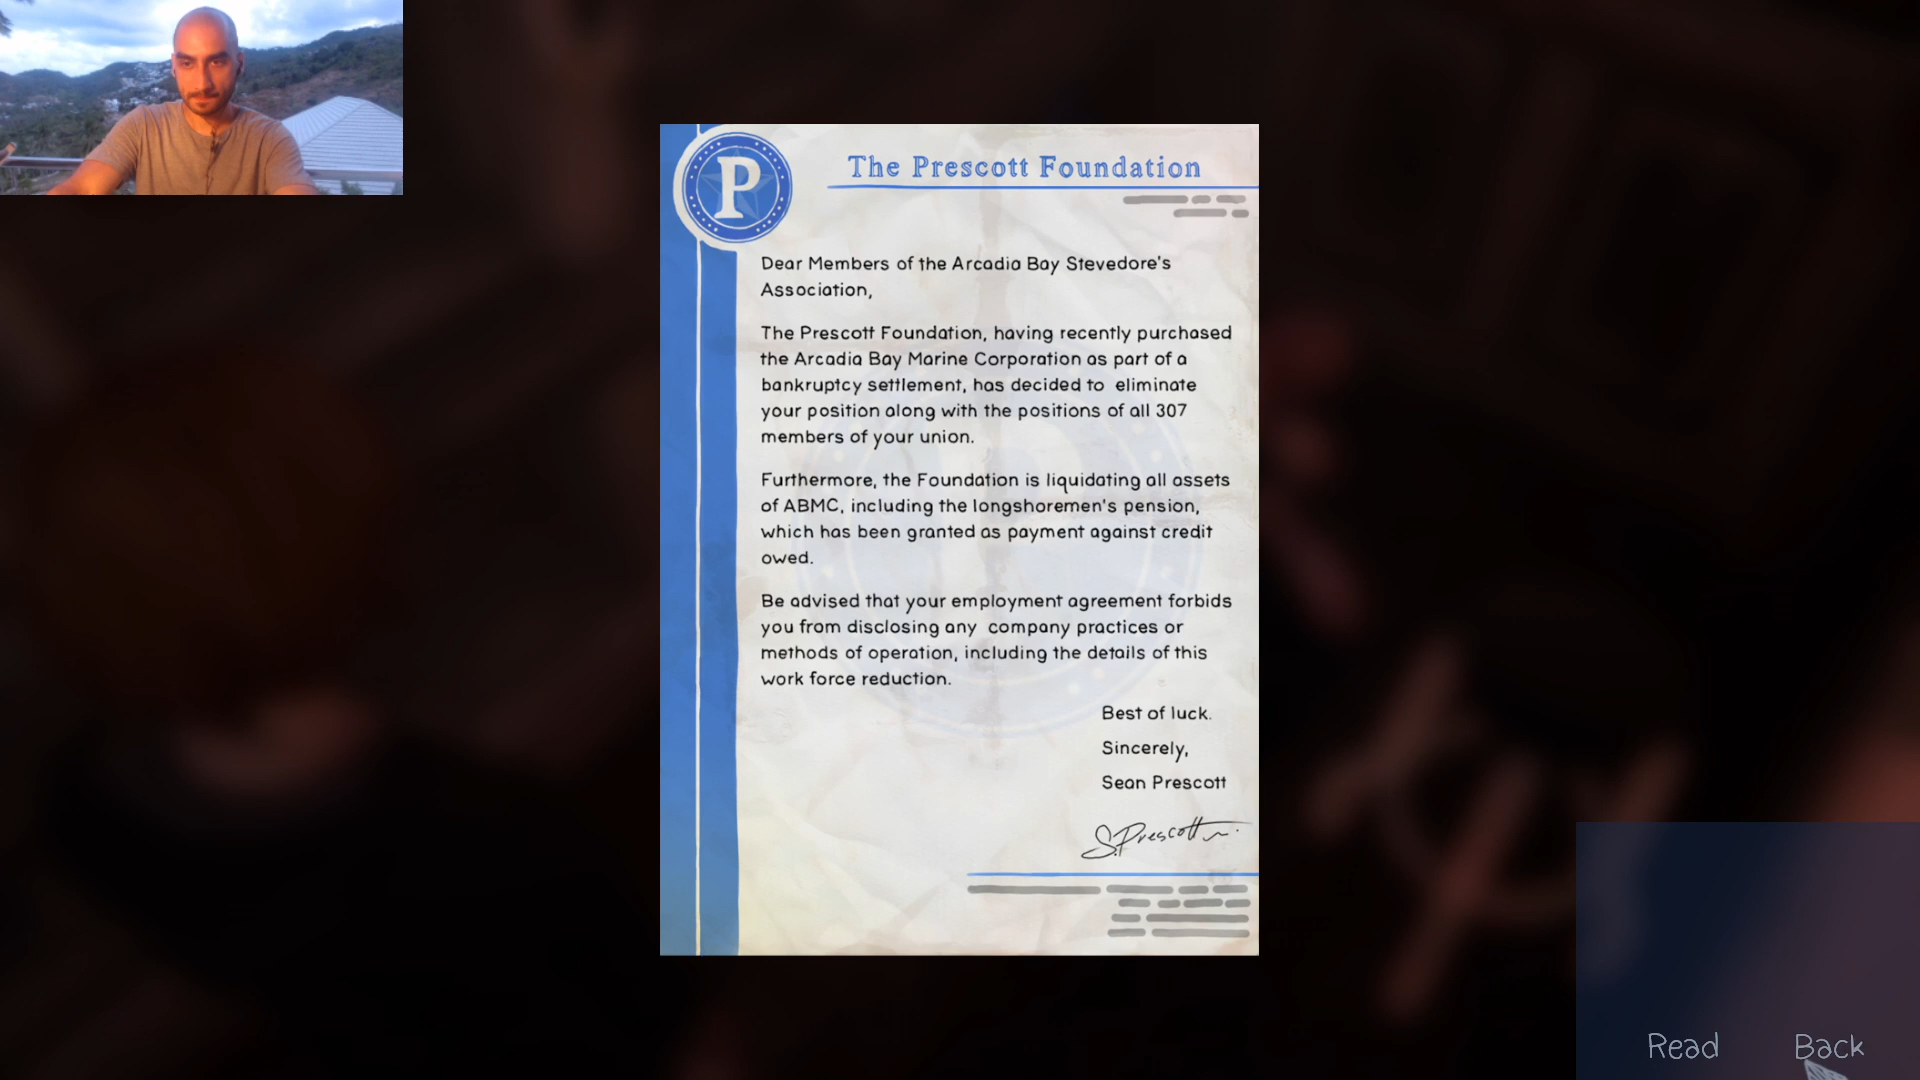 P
The Prescott Foundation
Dear Members of the Arcadia Bay Stevedore's
Association,
The Prescott Foundation, having recently purchased
the Arcadia Bay Marine Corporation as part of a
bankruptcy settlement, has decided to eliminate
your position along with the positions of all 307
members of your union.
Furthermore, the Foundation is liquidating all assets
of ABMC, including the longshoremen's pension,
which has been granted as payment against credit
owed.
Be advised that your employment agreement forbids
you from disclosing any company practices or
methods of operation, including the details of this
work force reduction.
Best of luck.
Sincerely,
Sean Prescott
S.Prescott
Read Back